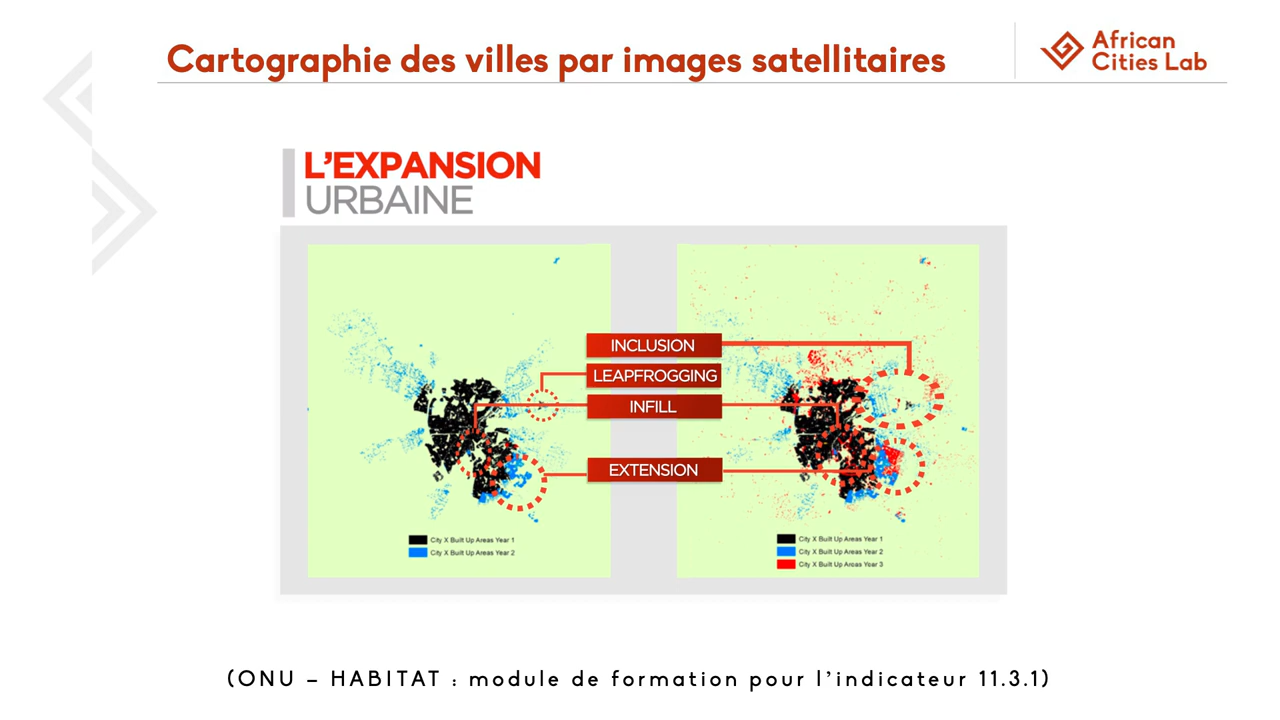 Cartographie des villes par images satellitaires
African
Cities Lab
L'EXPANSION
URBAINE
INCLUSION
LEAPFROGGING
INFILL
EXTENSION
City X Built Up Areas Year 1
City X Built Up Areas Year 2
City X Built Up Areas Year 1
City X Built Up Areas Year 2
City X Built Up Areas Year 3
(ONU – HABITAT : module de formation pour l'indicateur 11.3.1)